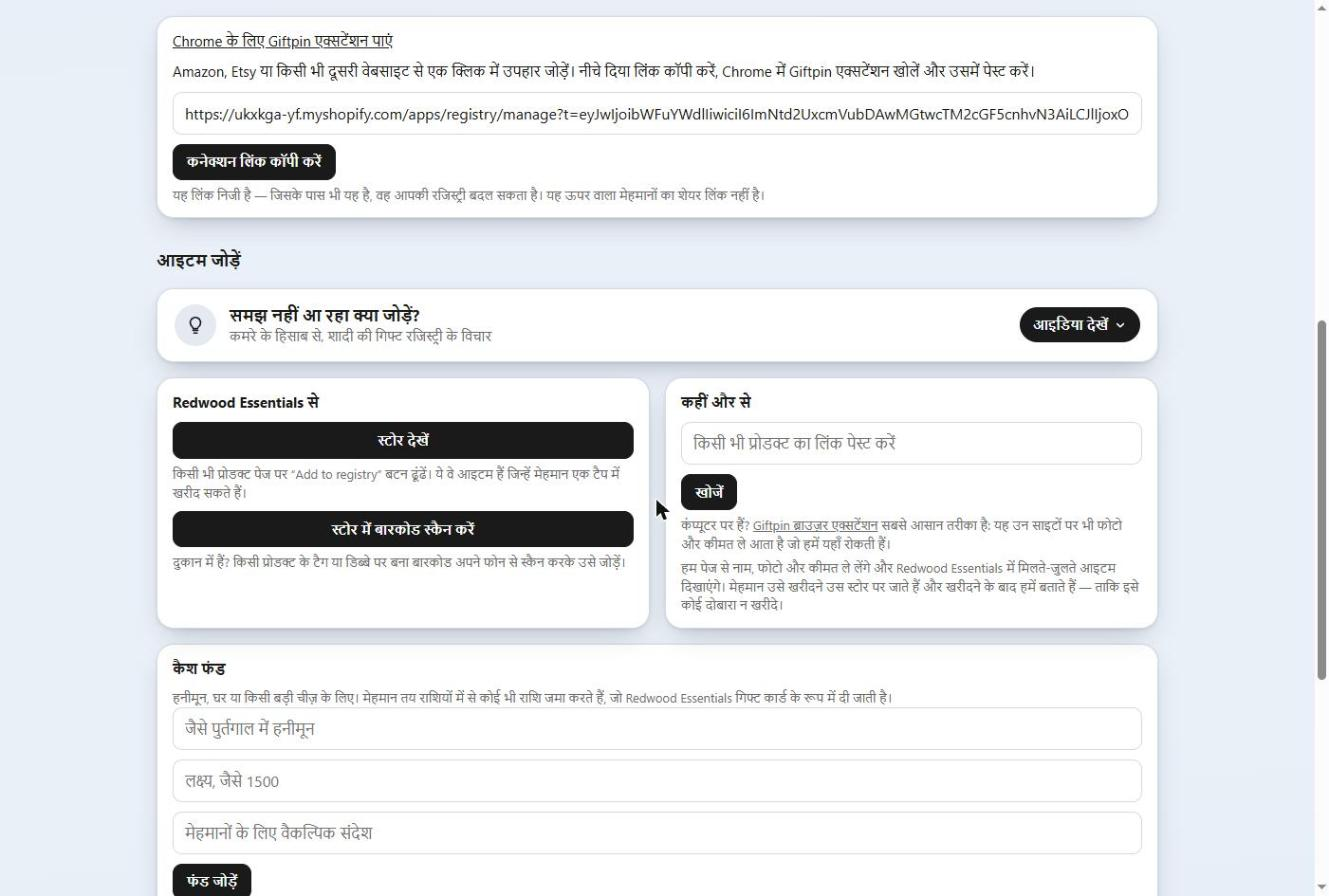 Chrome के लिए Giftpin एक्सटेंशन पाएं
Amazon, Etsy या किसी भी दूसरी वेबसाइट से एक क्लिक में उपहार जोड़ें। नीचे दिया लिंक कॉपी करें, Chrome में Giftpin एक्सटेंशन खोलें और उसमें पेस्ट करें।
https://ukxkga-yf.myshopify.com/apps/registry/manage?t=eyJwIjoibWFuYWdlIiwiciI6ImNtd2UxcmVubDAwMGtwcTM2cGF5cnhvN3AiLCJlIjoxO
कनेक्शन लिंक कॉपी करें
यह लिंक निजी है — जिसके पास भी यह है, वह आपकी रजिस्ट्री बदल सकता है। यह ऊपर वाला मेहमानों का शेयर लिंक नहीं है।
आइटम जोड़ें
समझ नहीं आ रहा क्या जोड़ें?
कमरे के हिसाब से, शादी की गिफ्ट रजिस्ट्री के विचार
आइडिया देखें
Redwood Essentials से
स्टोर देखें
किसी भी प्रोडक्ट पेज पर “Add to registry” बटन ढूंढें। ये वे आइटम हैं जिन्हें मेहमान एक टैप में
खरीद सकते हैं।
स्टोर में बारकोड स्कैन करें
दुकान में हैं? किसी प्रोडक्ट के टैग या डिब्बे पर बना बारकोड अपने फोन से स्कैन करके उसे जोड़ें।
कहीं और से
किसी भी प्रोडक्ट का लिंक पेस्ट करें
खोजें
कंप्यूटर पर हैं? Giftpin ब्राउज़र एक्सटेंशन सबसे आसान तरीका है: यह उन साइटों पर भी फोटो
और कीमत ले आता है जो हमें यहाँ रोकती हैं।
हम पेज से नाम, फोटो और कीमत ले लेंगे और Redwood Essentials में मिलते-जुलते आइटम
दिखाएंगे। मेहमान उसे खरीदने उस स्टोर पर जाते हैं और खरीदने के बाद हमें बताते हैं — ताकि इसे
कोई दोबारा न खरीदे।
कैश फंड
हनीमून, घर या किसी बड़ी चीज़ के लिए। मेहमान तय राशियों में से कोई भी राशि जमा करते हैं, जो Redwood Essentials गिफ्ट कार्ड के रूप में दी जाती है।
जैसे पुर्तगाल में हनीमून
लक्ष्य, जैसे 1500
मेहमानों के लिए वैकल्पिक संदेश
फंड जोड़ें